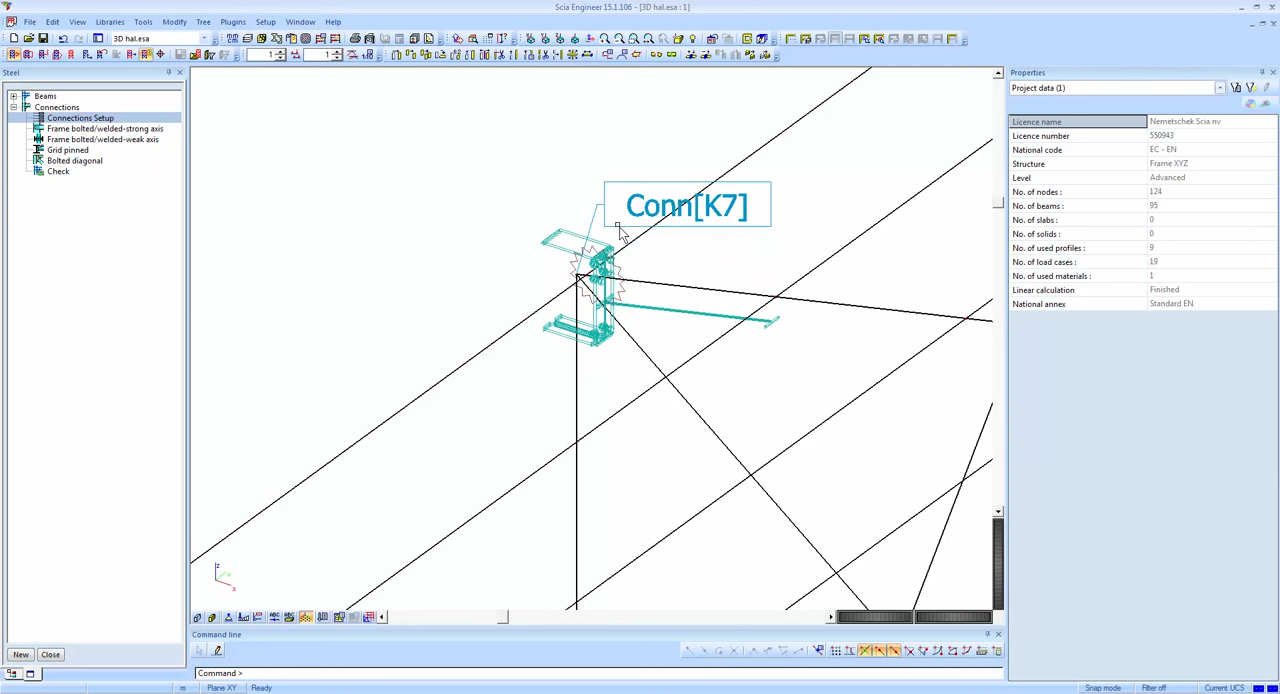 Scia Engineer 15.1.106 - [3D hal.esa : 1]
File Edit View Libraries Tools Modify Tree Plugins Setup Window Help
3D hal.esa
1 1
Steel
Beams
Connections
Connections Setup
Frame bolted/welded-strong axis
Frame bolted/welded-weak axis
Grid pinned
Bolted diagonal
Check
New Close
Conn[K7]
z
x
Properties
Project data (1)
Licence name Nemetschek Scia nv
Licence number 550943
National code EC - EN
Structure Frame XYZ
Level Advanced
No. of nodes : 124
No. of beams : 95
No. of slabs : 0
No. of solids : 0
No. of used profiles : 9
No. of load cases : 19
No. of used materials : 1
Linear calculation Finished
National annex Standard EN
Command line
Command >
m Plane XY Ready Snap mode Filter off Current UCS